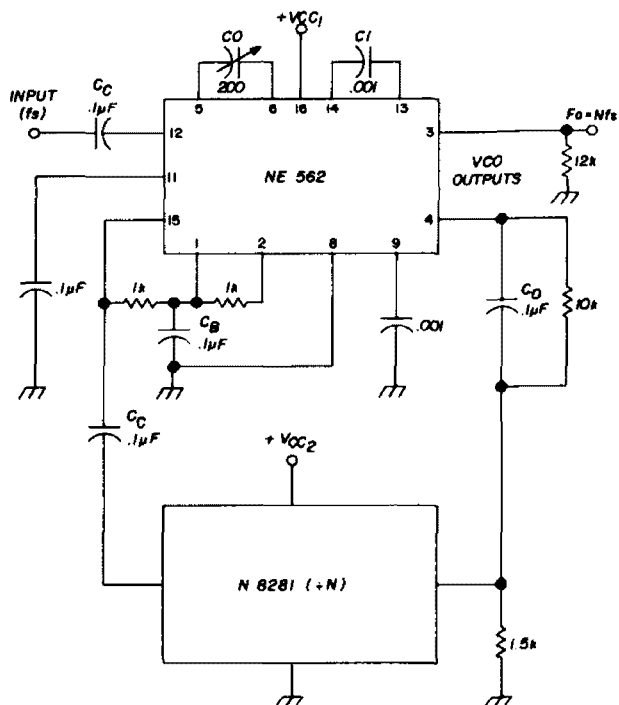 +VCC1
CO
200
C1
.001
INPUT
(fs)
CC
.1µF
5
6
16
14
13
12
3
Fo=Nfs
11
NE 562
VCO
OUTPUTS
12k
15
4
1
2
8
9
.1µF
1k
1k
CB
.1µF
.001
CD
.1µF
10k
CC
.1µF
+ VCC2
N 8281 (÷N)
1.5k